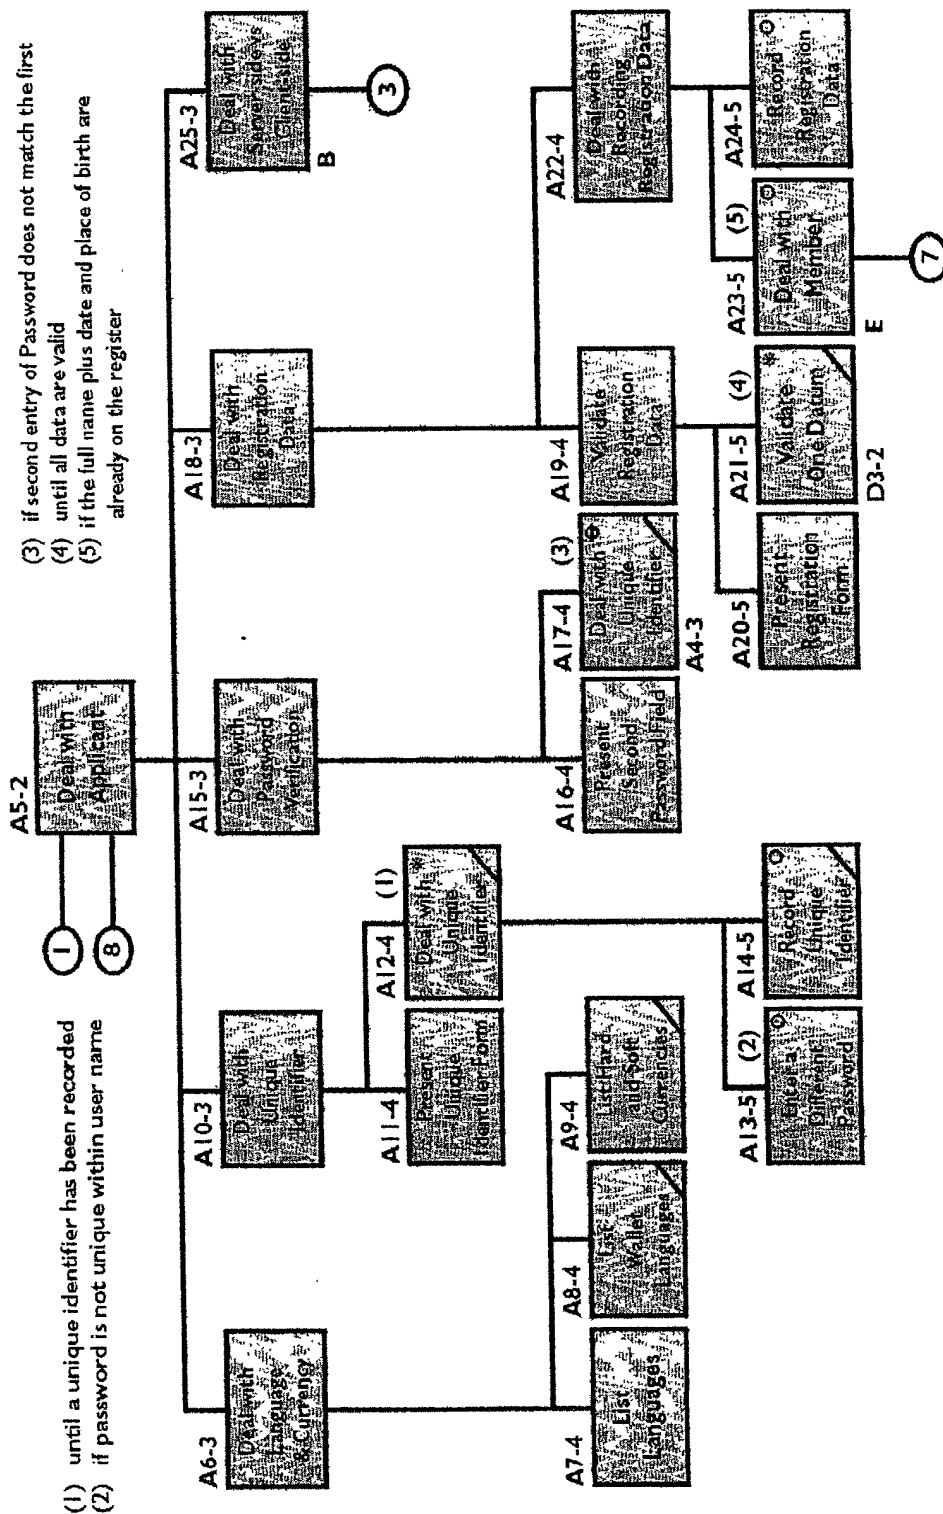 (1) until a unique identifier has been recorded
(2) if password is not unique within user name
(3) if second entry of Password does not match the first
(4) until all data are valid
(5) if the full name plus date and place of birth are
already on the register
1
8
A5-2
Deal with
Applicant
A6-3
Deal with
Language
& Currency
A10-3
Deal with
Unique
Identifier
A15-3
Deal with
Password
Verification
A18-3
Deal with
Registration
Data
A25-3
Deal with
Server-side vs
Client-side
B
3
A7-4
List
Languages
A8-4
List
Wallet
Languages
A9-4
List Hard
and Soft
Currencies
A11-4
Present
Unique
Identifier Form
A12-4
(1)
Deal with *
Unique
Identifier
A16-4
Present
Second
Password Field
A17-4
(3)
Deal with
Unique
Identifier
A4-3
A19-4
Validate
Registration
Data
A22-4
Deal with
Recording
Registration Data
A13-5
(2)
Enter a
Different
Password
A14-5
Record
Unique
Identifier
A20-5
Present
Registration
Form
A21-5
(4)
Validate *
One Datum
D3-2
A23-5
(5)
Deal with
Member
E
7
A24-5
Record
Registration
Data